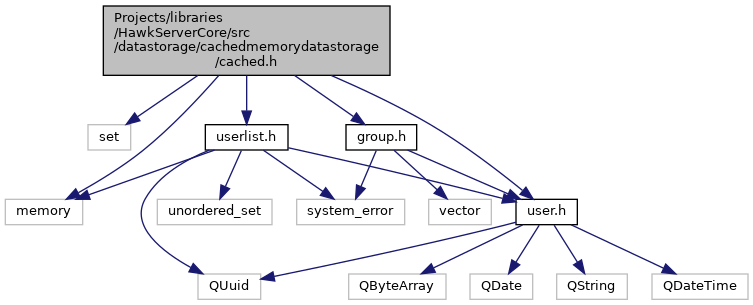 Projects/libraries
/HawkServerCore/src
/datastorage/cachedmemorydatastorage
/cached.h
set
userlist.h
group.h
memory
unordered_set
system_error
vector
user.h
QUuid
QByteArray
QDate
QString
QDateTime